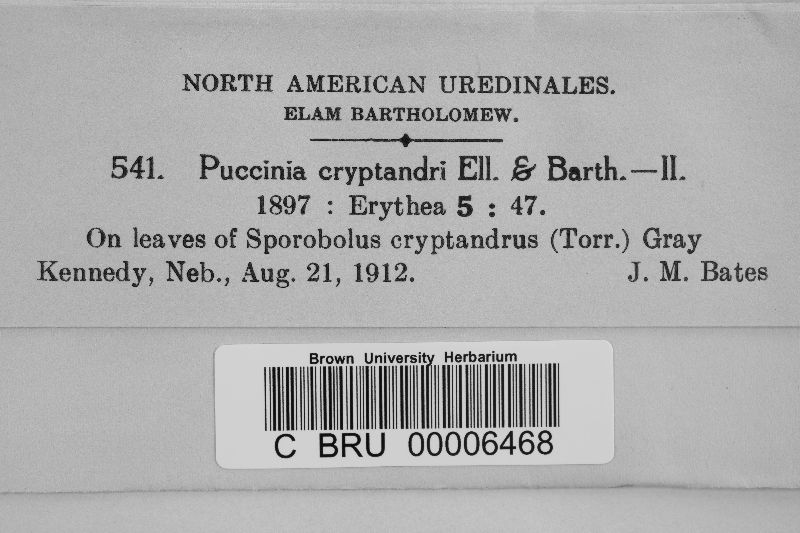 NORTH AMERICAN UREDINALES.
ELAM BARTHOLOMEW.
541. Puccinia cryptandri Ell. & Barth.—II.
1897 : Erythea 5 : 47.
On leaves of Sporobolus cryptandrus (Torr.) Gray
Kennedy, Neb., Aug. 21, 1912. J. M. Bates
Brown University Herbarium
C BRU 00006468